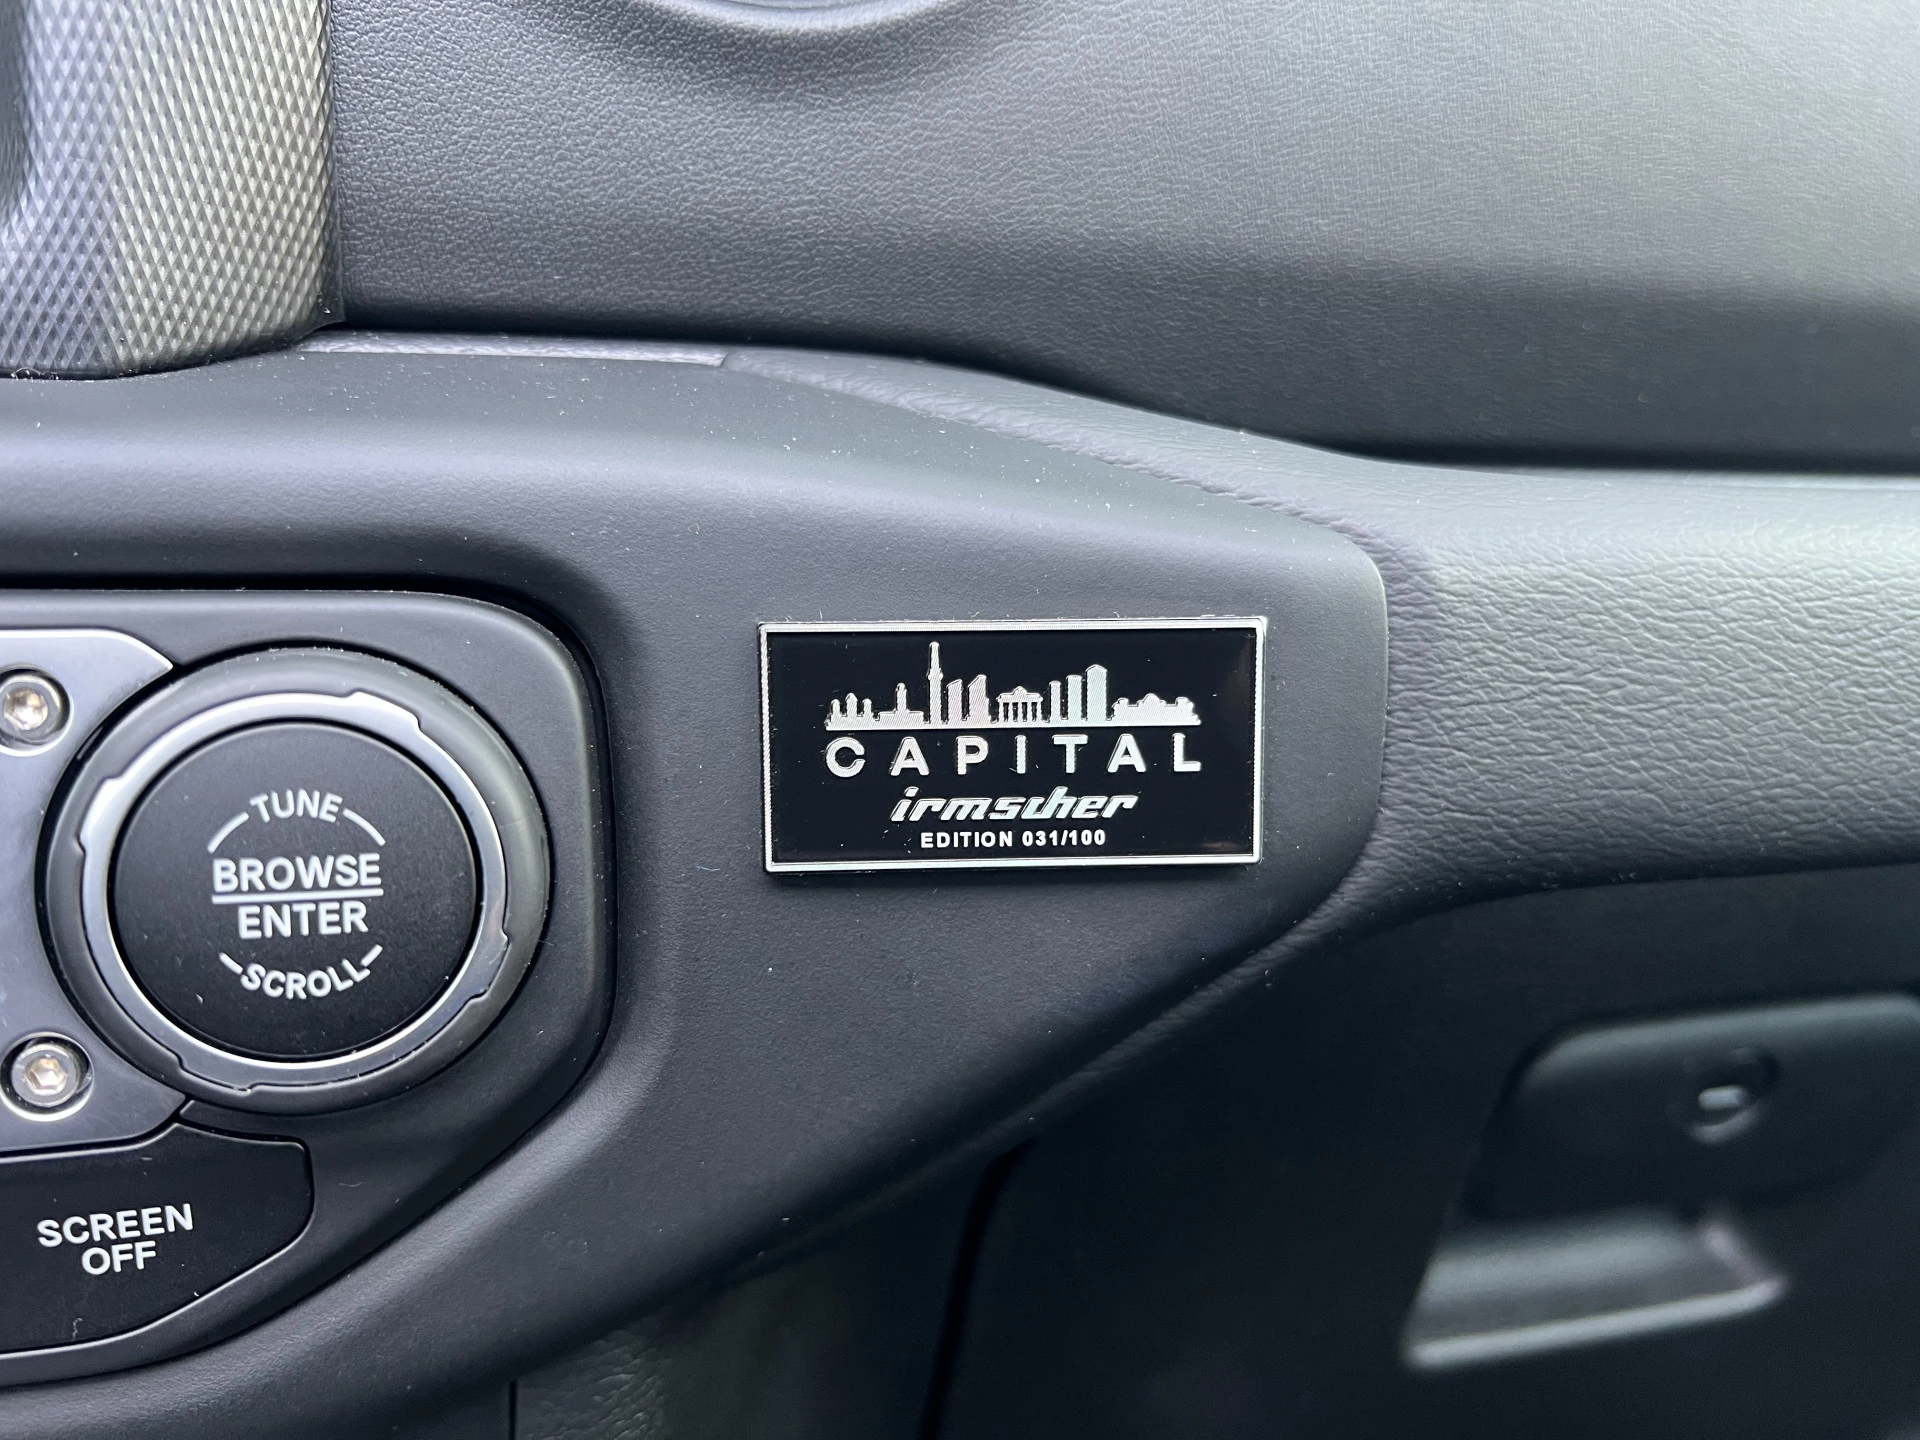 TUNE
BROWSE
ENTER
SCROLL
SCREEN
OFF
CAPITAL
irmscher
EDITION 031/100